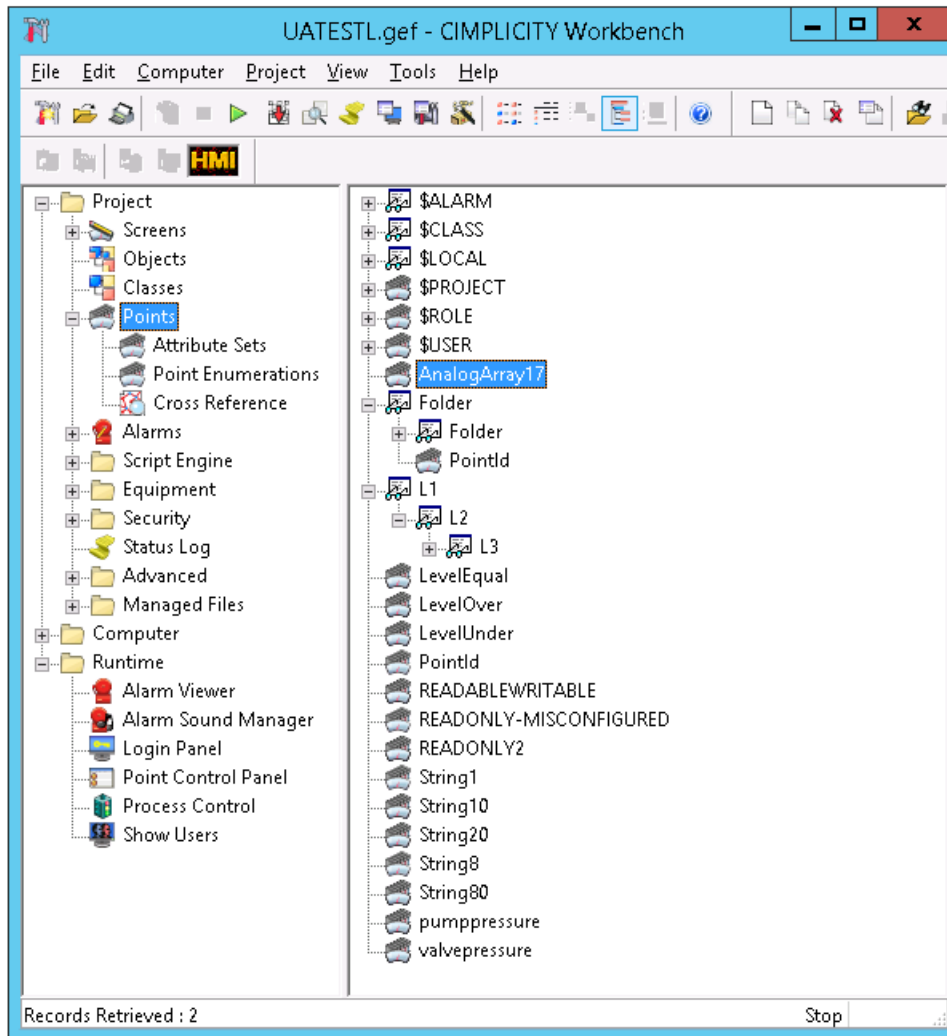 UATESTL.gef - CIMPLICITY Workbench
File Edit Computer Project View Tools Help
HMI
Project
Screens
Objects
Classes
Points
Attribute Sets
Point Enumerations
Cross Reference
Alarms
Script Engine
Equipment
Security
Status Log
Advanced
Managed Files
Computer
Runtime
Alarm Viewer
Alarm Sound Manager
Login Panel
Point Control Panel
Process Control
Show Users
$ALARM
$CLASS
$LOCAL
$PROJECT
$ROLE
$USER
AnalogArray17
Folder
Folder
PointId
L1
L2
L3
LevelEqual
LevelOver
LevelUnder
PointId
READABLEWRITABLE
READONLY-MISCONFIGURED
READONLY2
String1
String10
String20
String8
String80
pumppressure
valvepressure
Records Retrieved : 2
Stop